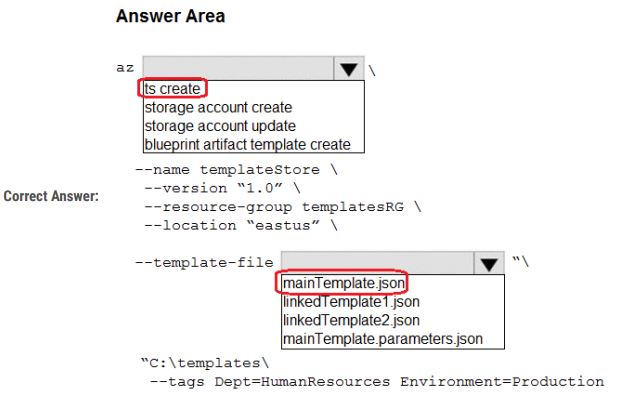 Answer Area
az \
ts create
storage account create
storage account update
blueprint artifact template create
--name templateStore \
--version “1.0” \
Correct Answer:
--resource-group templatesRG \
--location “eastus” \
--template-file “\
mainTemplate.json
linkedTemplate1.json
linkedTemplate2.json
mainTemplate.parameters.json
“C:\templates\
--tags Dept=HumanResources Environment=Production